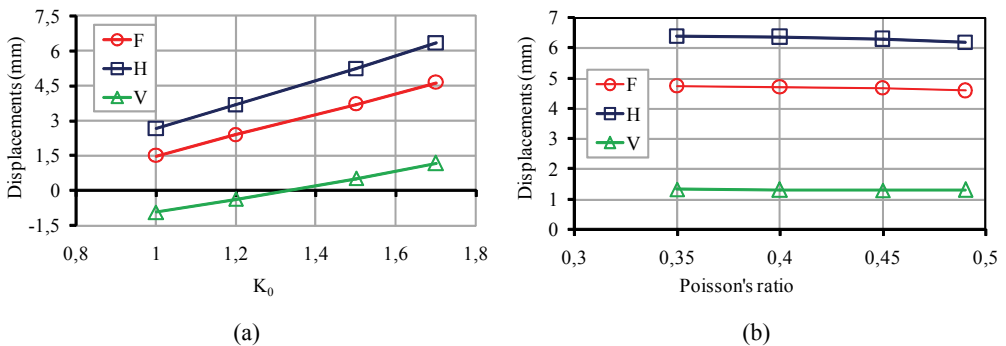 Displacements (mm)
7,5
6
4,5
3
1,5
0
-1,5
F
H
V
0,8
1
1,2
1,4
1,6
1,8
K0
(a)
Displacements (mm)
7
6
5
4
3
2
1
0
F
H
V
0,3
0,35
0,4
0,45
0,5
Poisson's ratio
(b)